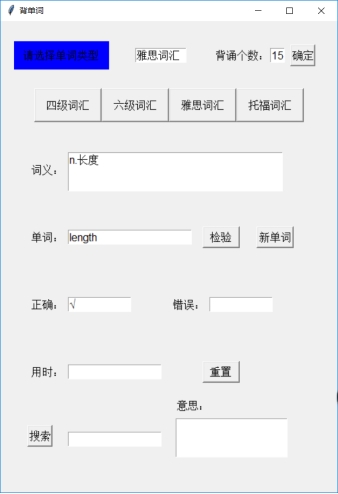 背单词
请选择单词类型 雅思词汇 背诵个数: 15 确定
四级词汇 六级词汇 雅思词汇 托福词汇
词义: n.长度
单词: length 检验 新单词
正确: √ 错误:
用时: 重置
意思:
搜索